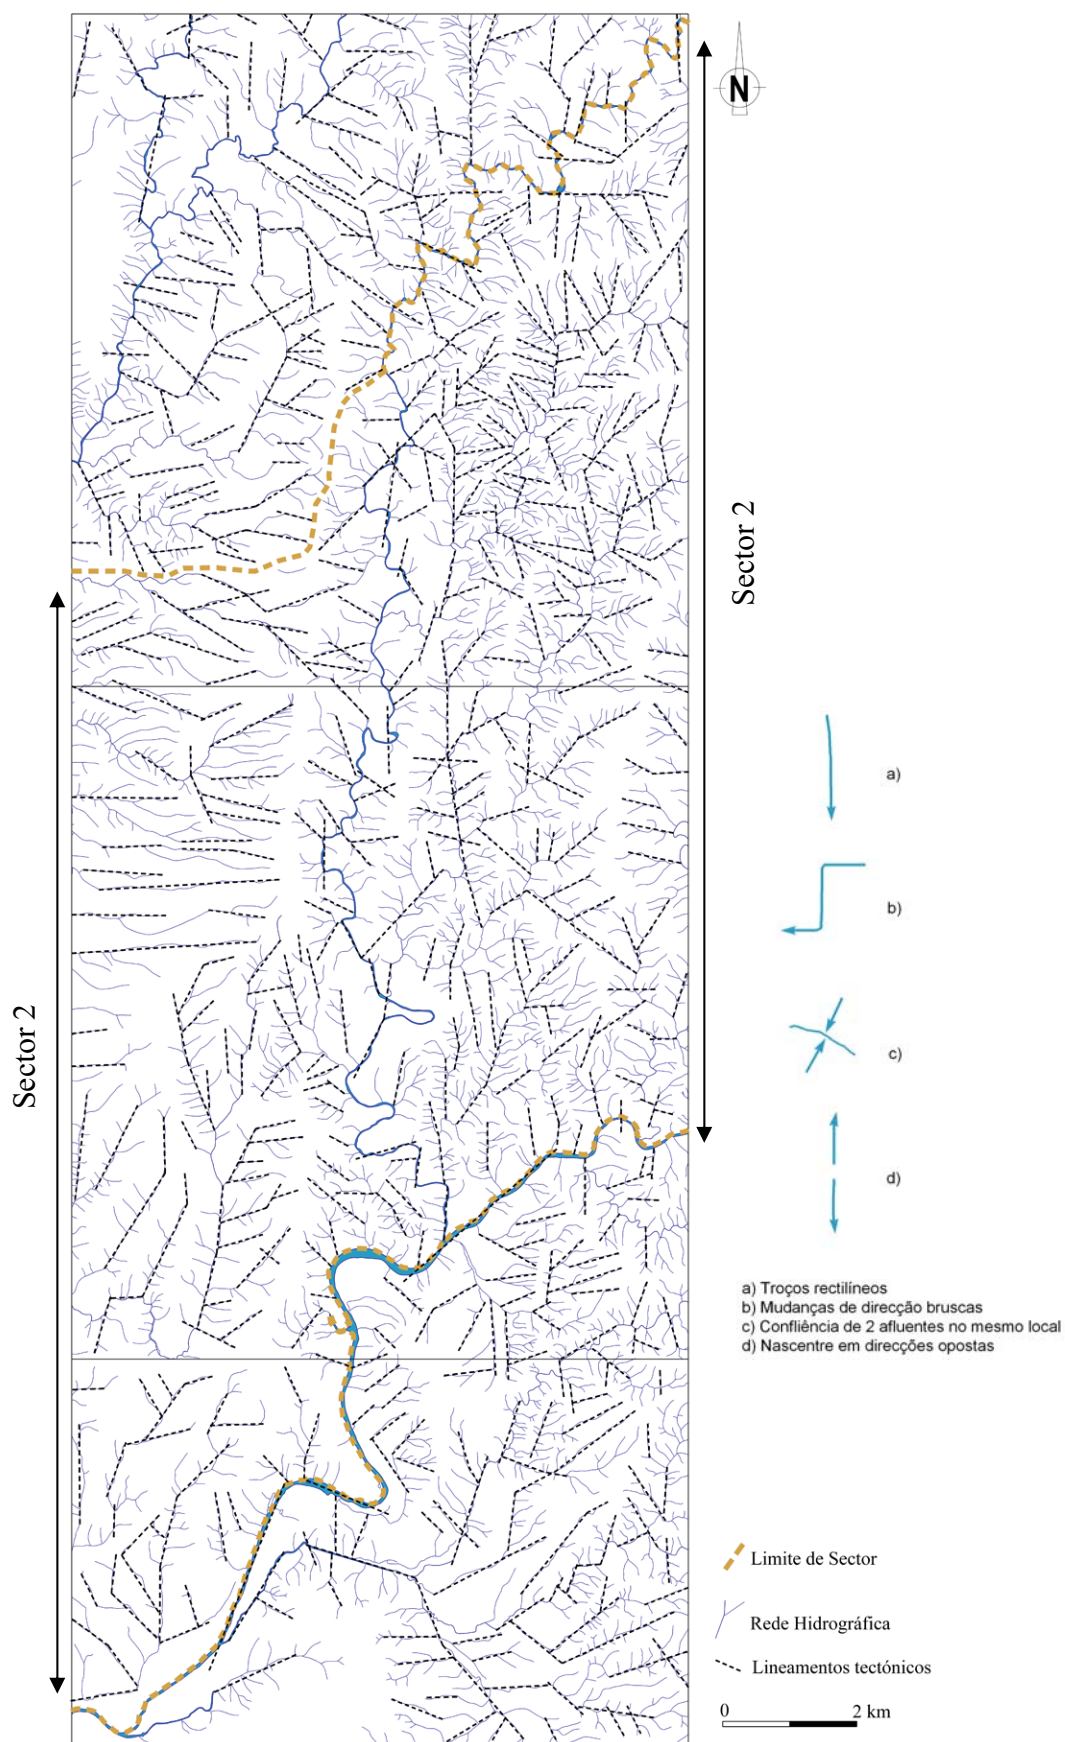 N
Sector 2
Sector 2
a)
b)
c)
d)
a) Troços rectilíneos
b) Mudanças de direcção bruscas
c) Confliência de 2 afluentes no mesmo local
d) Nascentre em direcções opostas
Limite de Sector
Rede Hidrográfica
Lineamentos tectónicos
0 2 km